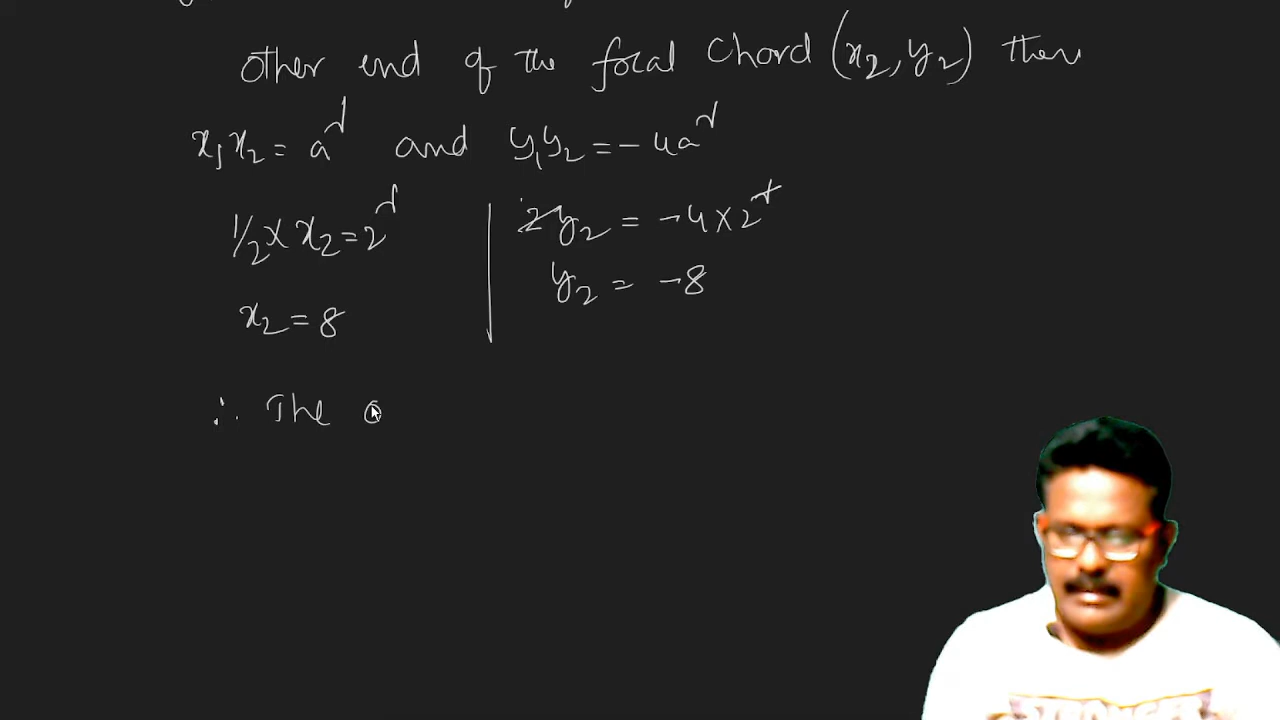 other end of the focal chord (x₂, y₂) then
x₁x₂ = a² and y₁y₂ = -4a²
1/2 × x₂ = 2²
2y₂ = -4×2²
y₂ = -8
x₂ = 8
∴ The o